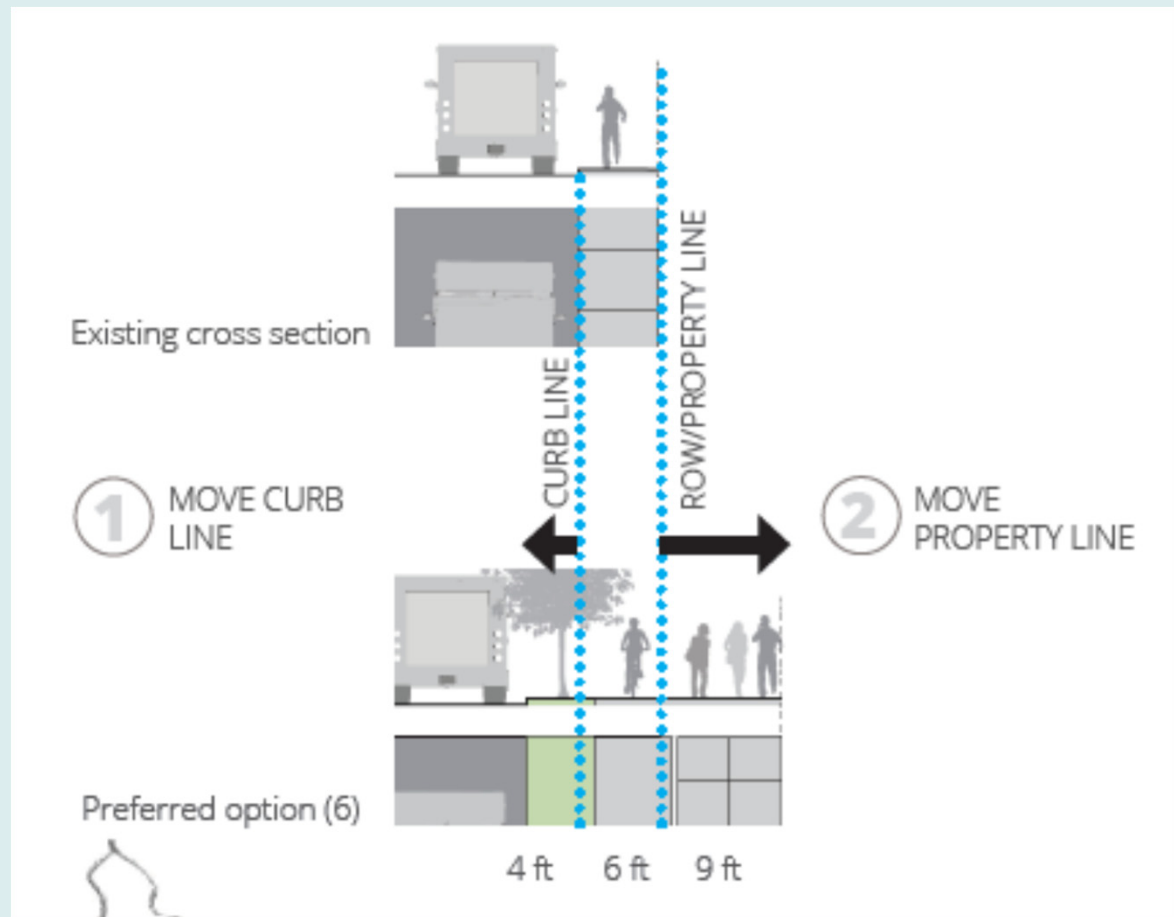 Existing cross section
CURB LINE
ROW/PROPERTY LINE
1
MOVE CURB
LINE
2
MOVE
PROPERTY LINE
Preferred option (6)
4 ft
6 ft
9 ft